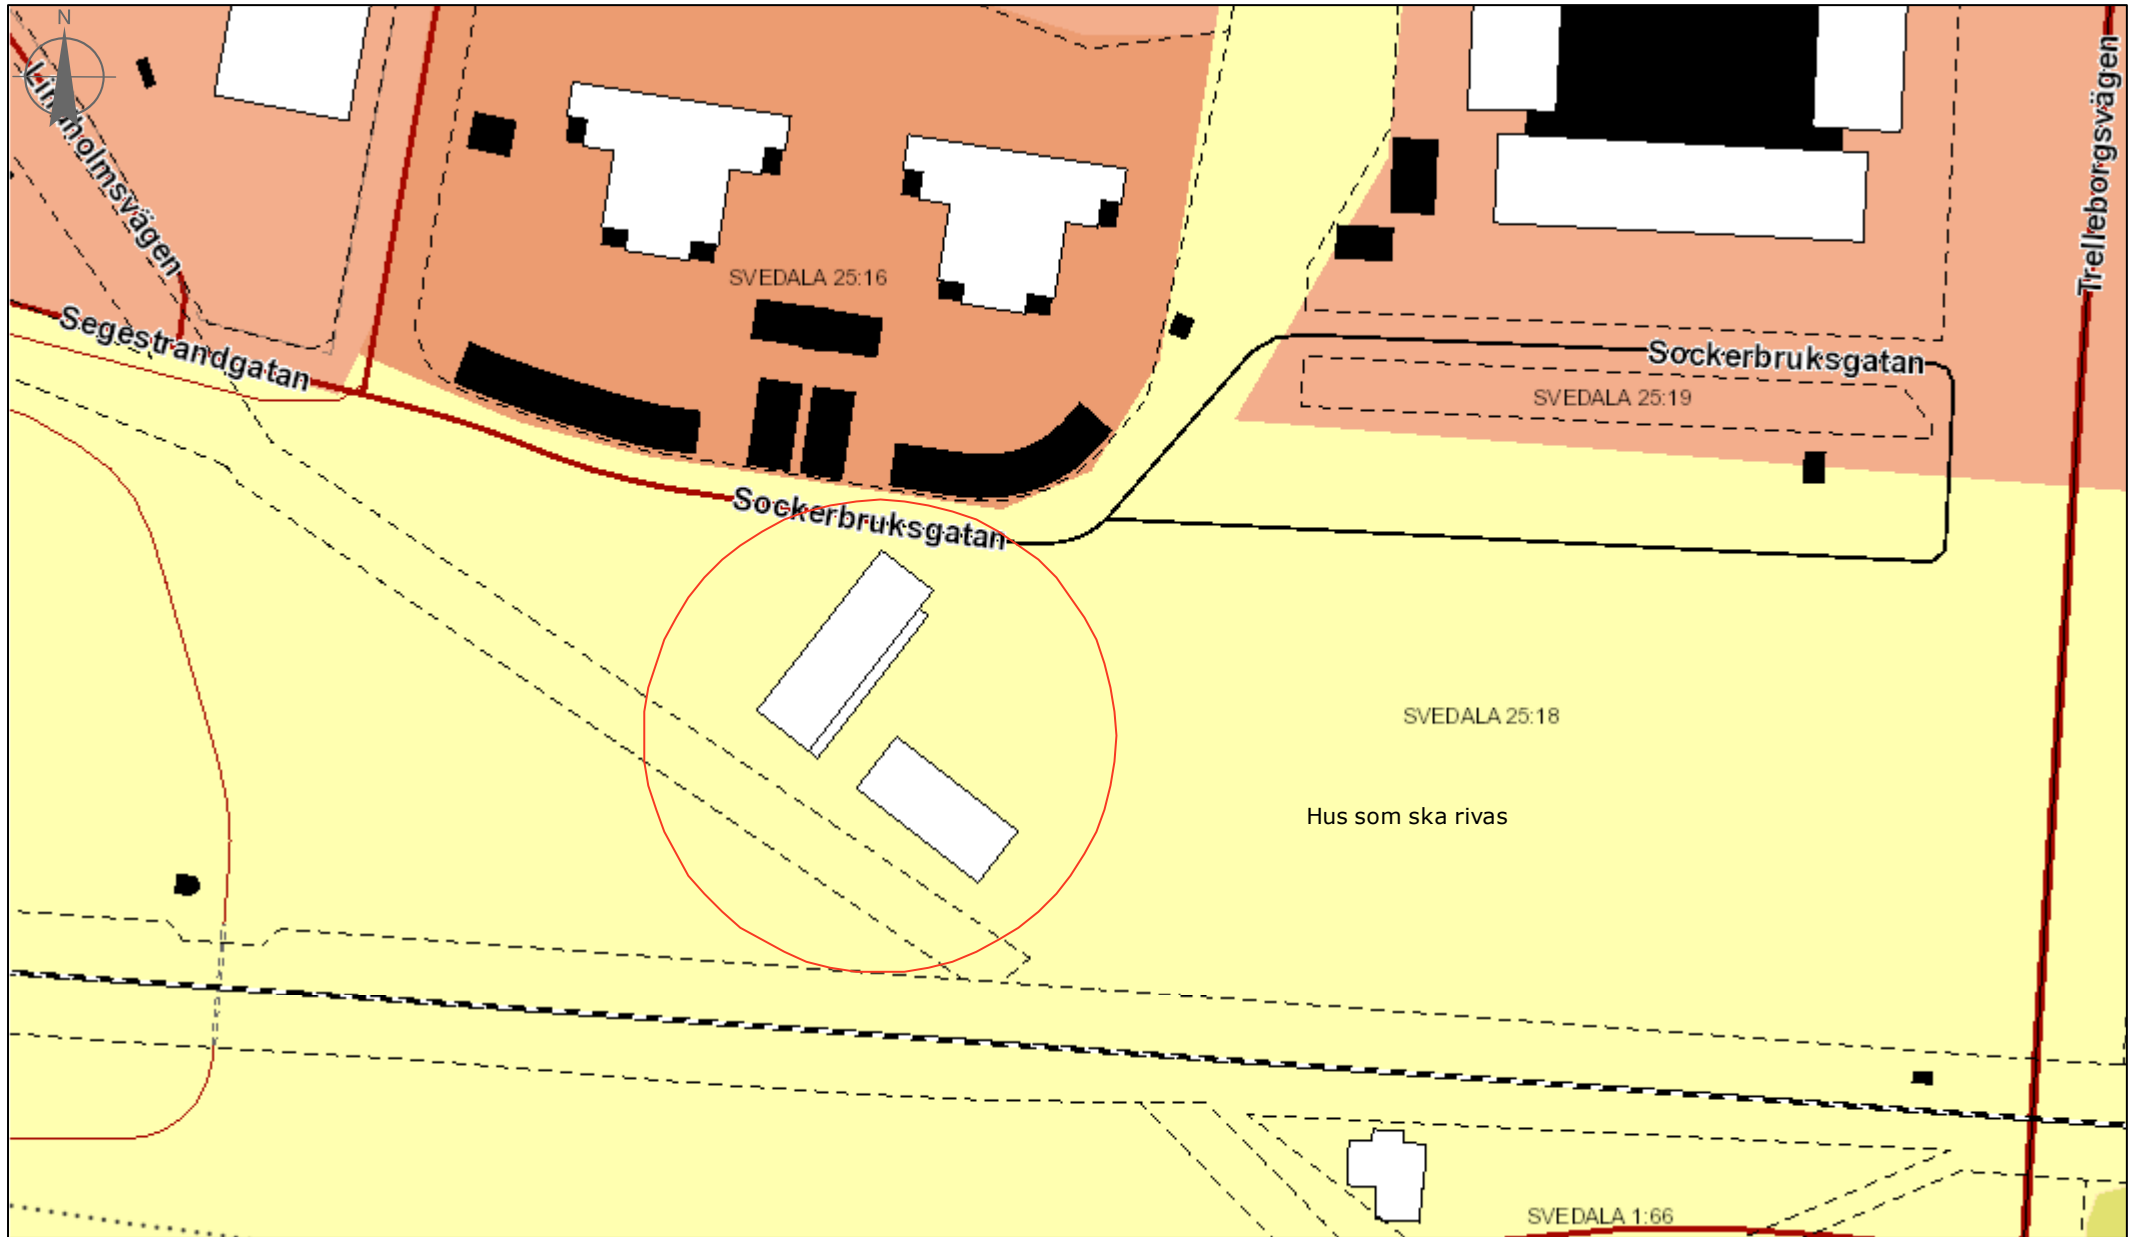 N
Lindholmsvägen
Trelleborgsvägen
SVEDALA 25:16
Segestrandgatan
Sockerbruksgatan
SVEDALA 25:19
Sockerbruksgatan
SVEDALA 25:18
Hus som ska rivas
SVEDALA 1:66